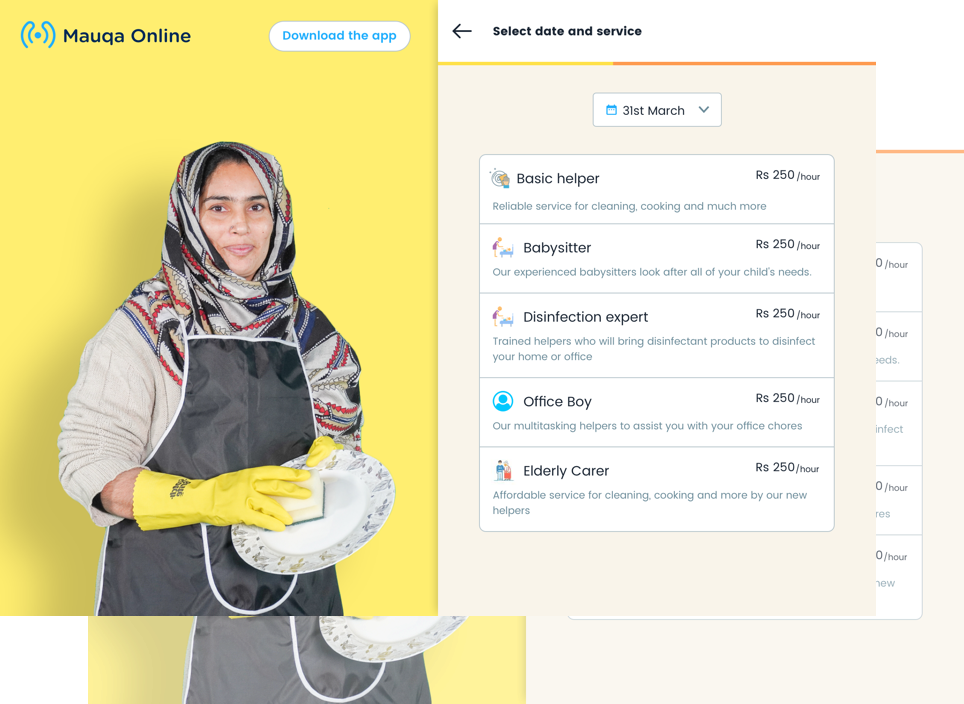 Mauqa Online
Download the app
Select date and service
31st March
Basic helper
Rs 250 /hour
Reliable service for cleaning, cooking and much more
Babysitter
Rs 250 /hour
Our experienced babysitters look after all of your child's needs.
Disinfection expert
Rs 250 /hour
Trained helpers who will bring disinfectant products to disinfect
your home or office
Office Boy
Rs 250 /hour
Our multitasking helpers to assist you with your office chores
Elderly Carer
Rs 250/hour
Affordable service for cleaning, cooking and more by our new
helpers
0 /hour
0 /hour
eeds.
0 /hour
infect
0 /hour
res
0 /hour
new